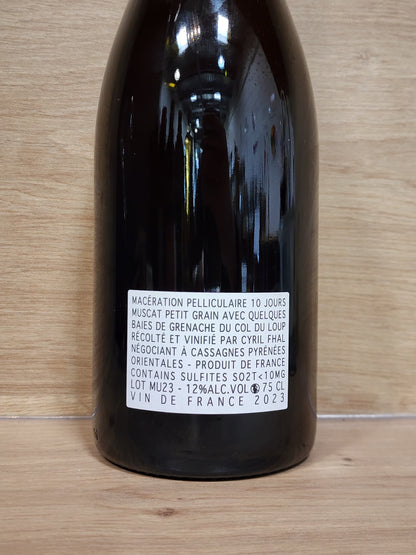 MACÉRATION PELLICULAIRE 10 JOURS
MUSCAT PETIT GRAIN AVEC QUELQUES
BAIES DE GRENACHE DU COL DU LOUP
RÉCOLTÉ ET VINIFIÉ PAR CYRIL FHAL
NÉGOCIANT À CASSAGNES PYRÉNÉES
ORIENTALES - PRODUIT DE FRANCE
CONTAINS SULFITES SO2T<10MG
LOT MU23 - 12%ALC.VOL 75 CL
VIN DE FRANCE 2023